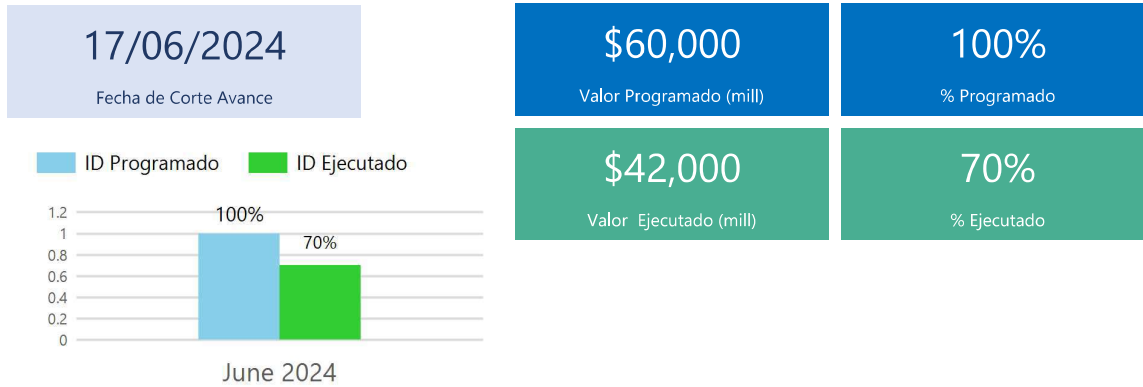 17/06/2024
Fecha de Corte Avance
$60,000
Valor Programado (mill)
100%
% Programado
$42,000
Valor Ejecutado (mill)
70%
% Ejecutado
ID Programado
ID Ejecutado
1.2
1
0.8
0.6
0.4
0.2
0
100%
70%
June 2024